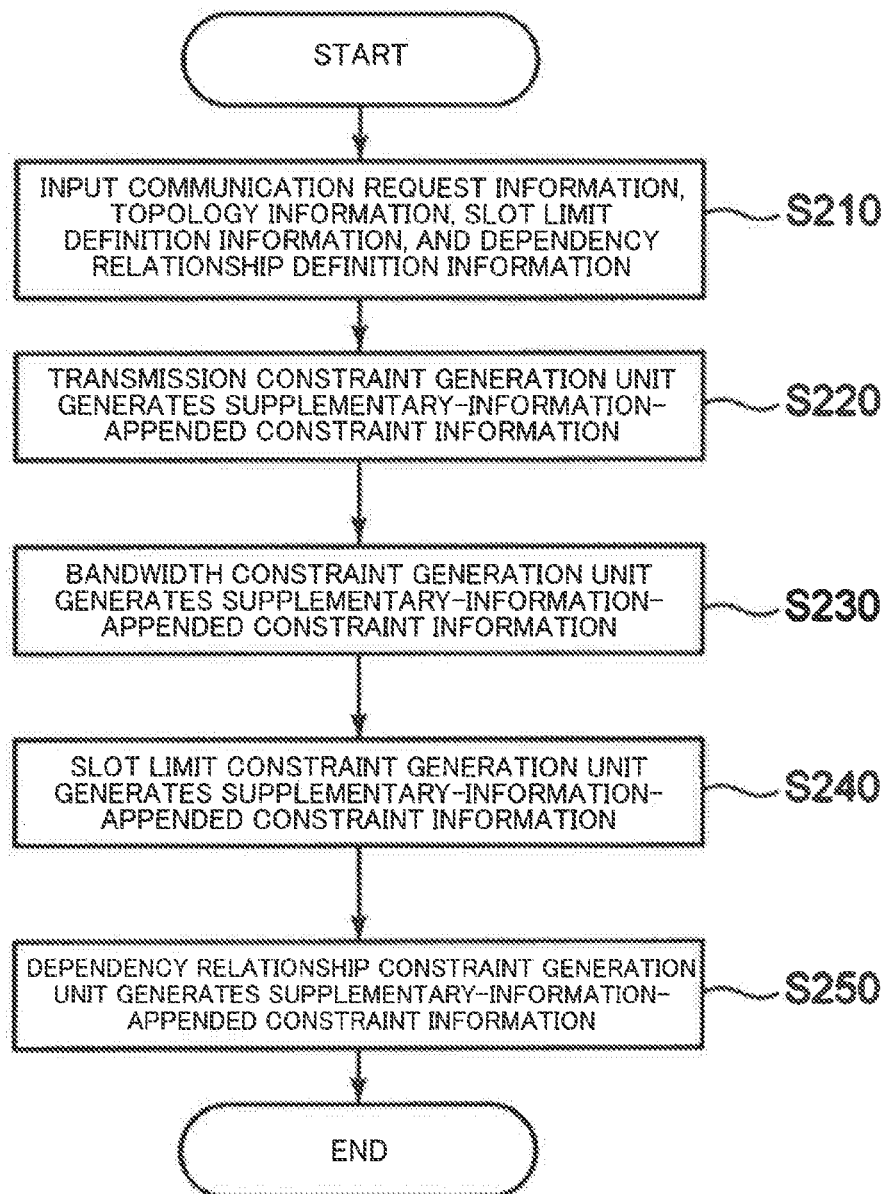 START
INPUT COMMUNICATION REQUEST INFORMATION,
TOPOLOGY INFORMATION, SLOT LIMIT
DEFINITION INFORMATION, AND DEPENDENCY
RELATIONSHIP DEFINITION INFORMATION
S210
TRANSMISSION CONSTRAINT GENERATION UNIT
GENERATES SUPPLEMENTARY-INFORMATION-
APPENDED CONSTRAINT INFORMATION
S220
BANDWIDTH CONSTRAINT GENERATION UNIT
GENERATES SUPPLEMENTARY-INFORMATION-
APPENDED CONSTRAINT INFORMATION
S230
SLOT LIMIT CONSTRAINT GENERATION UNIT
GENERATES SUPPLEMENTARY-INFORMATION-
APPENDED CONSTRAINT INFORMATION
S240
DEPENDENCY RELATIONSHIP CONSTRAINT GENERATION
UNIT GENERATES SUPPLEMENTARY-INFORMATION-
APPENDED CONSTRAINT INFORMATION
S250
END